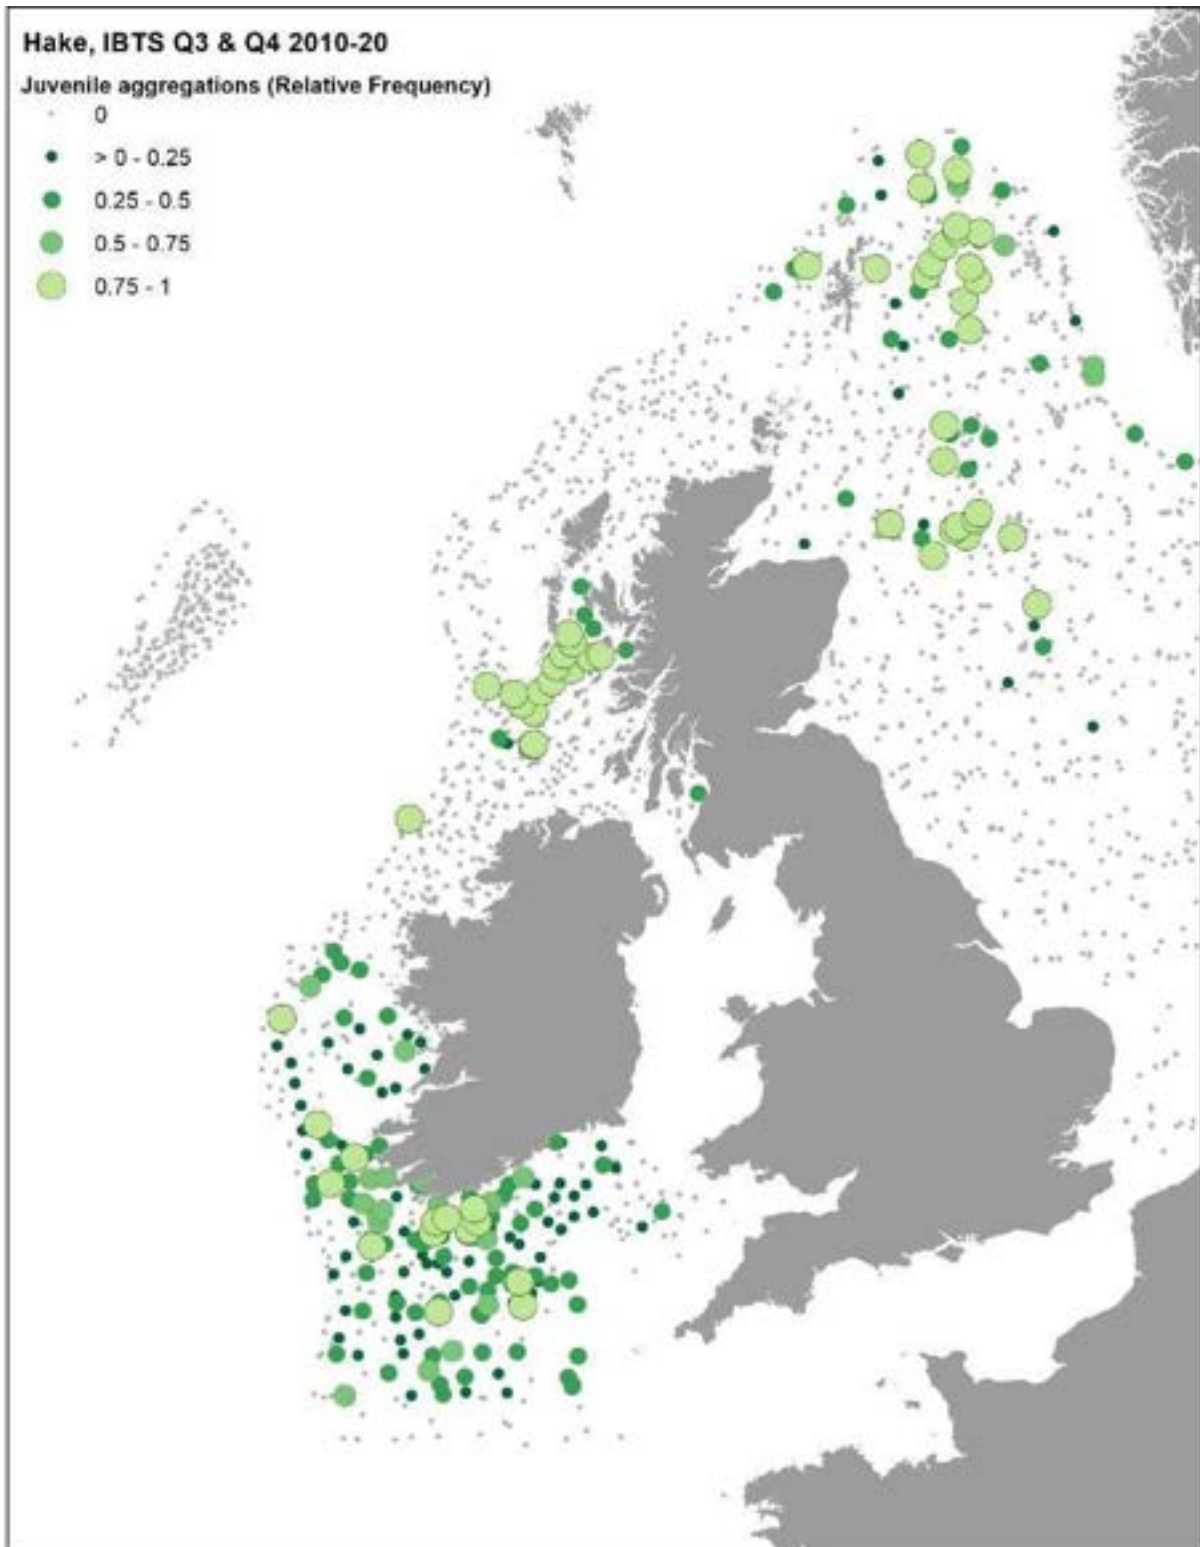 Hake, IBTS Q3 & Q4 2010-20
Juvenile aggregations (Relative Frequency)
0
> 0 - 0.25
0.25 - 0.5
0.5 - 0.75
0.75 - 1